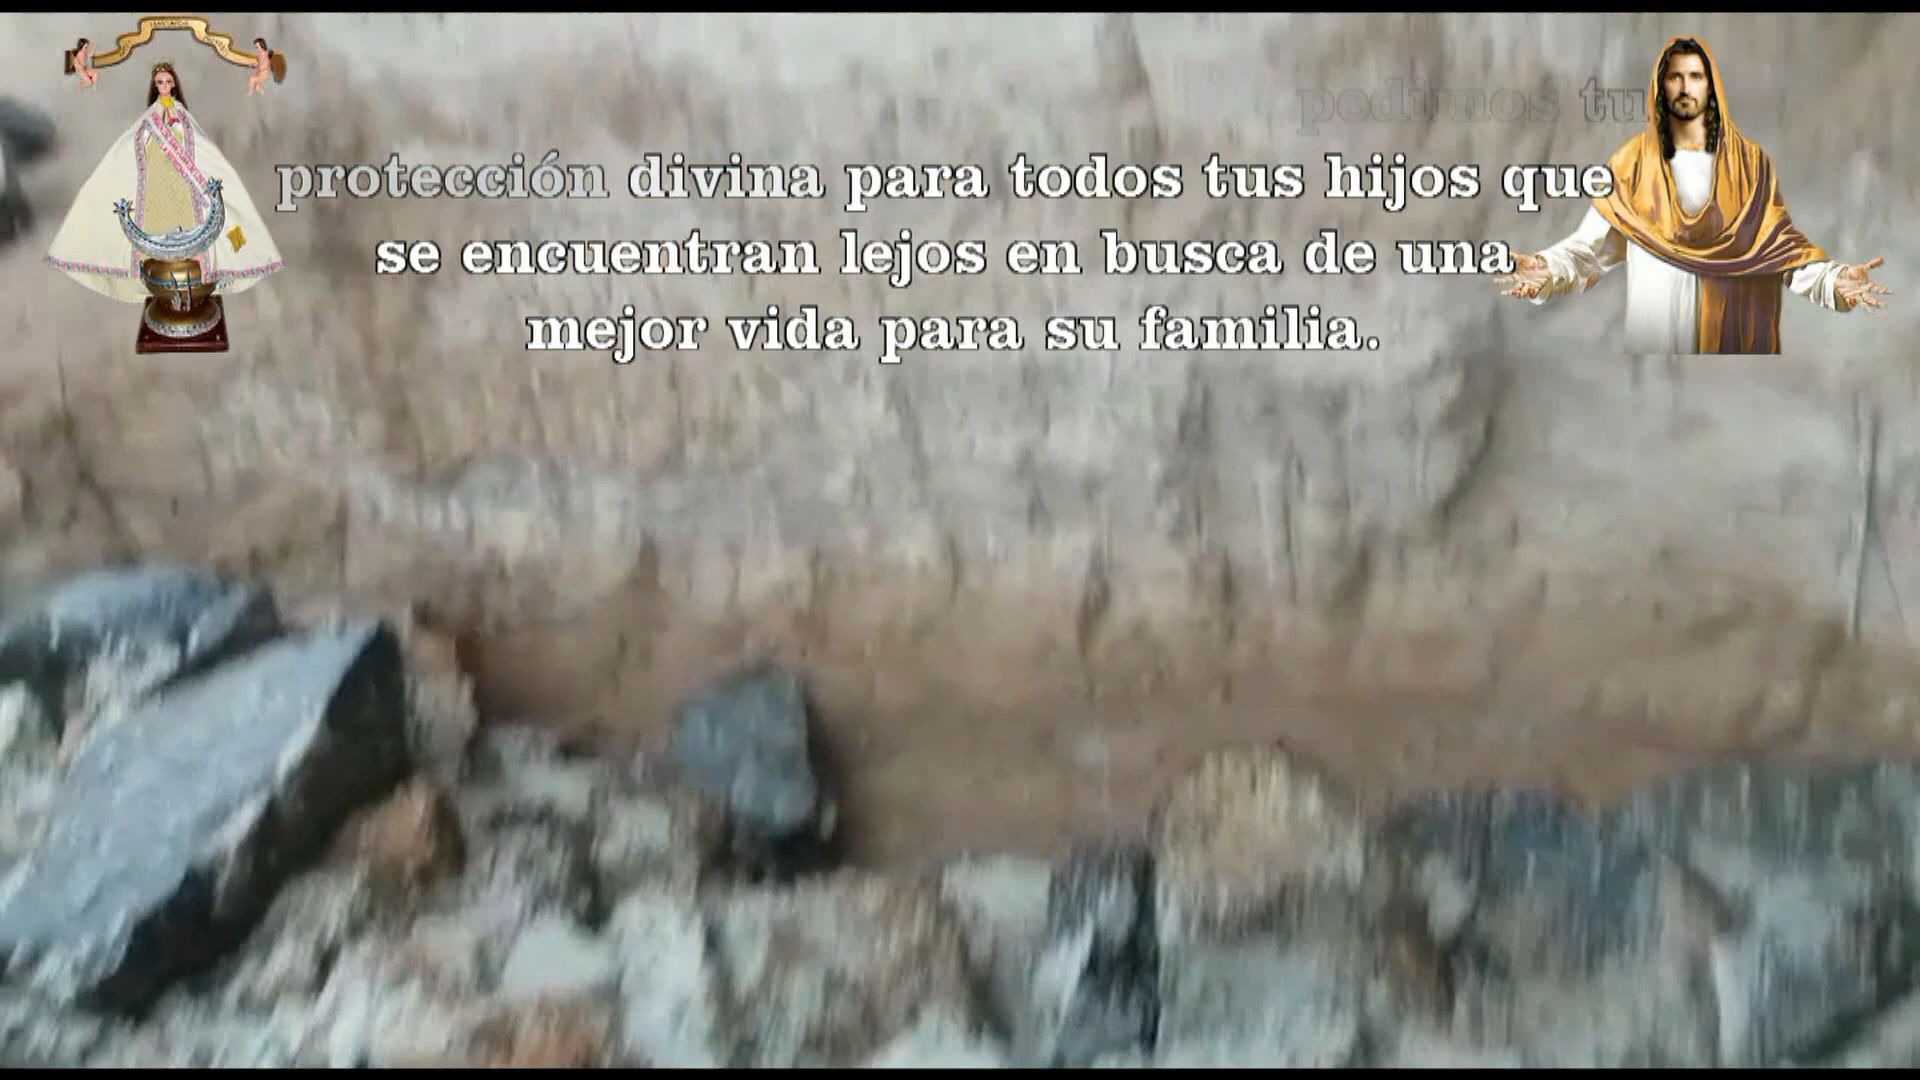 pedimos tu
protección divina para todos tus hijos que
se encuentran lejos en busca de una
mejor vida para su familia.